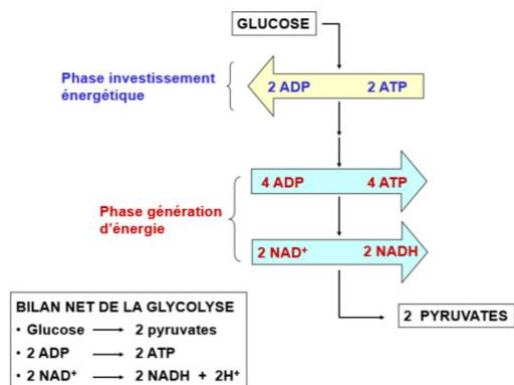 GLUCOSE
Phase investissement
énergétique
2 ADP 2 ATP
4 ADP 4 ATP
Phase génération
d'énergie
2 NAD⁺ 2 NADH
2 PYRUVATES
BILAN NET DE LA GLYCOLYSE
• Glucose → 2 pyruvates
• 2 ADP → 2 ATP
• 2 NAD⁺ → 2 NADH + 2H⁺